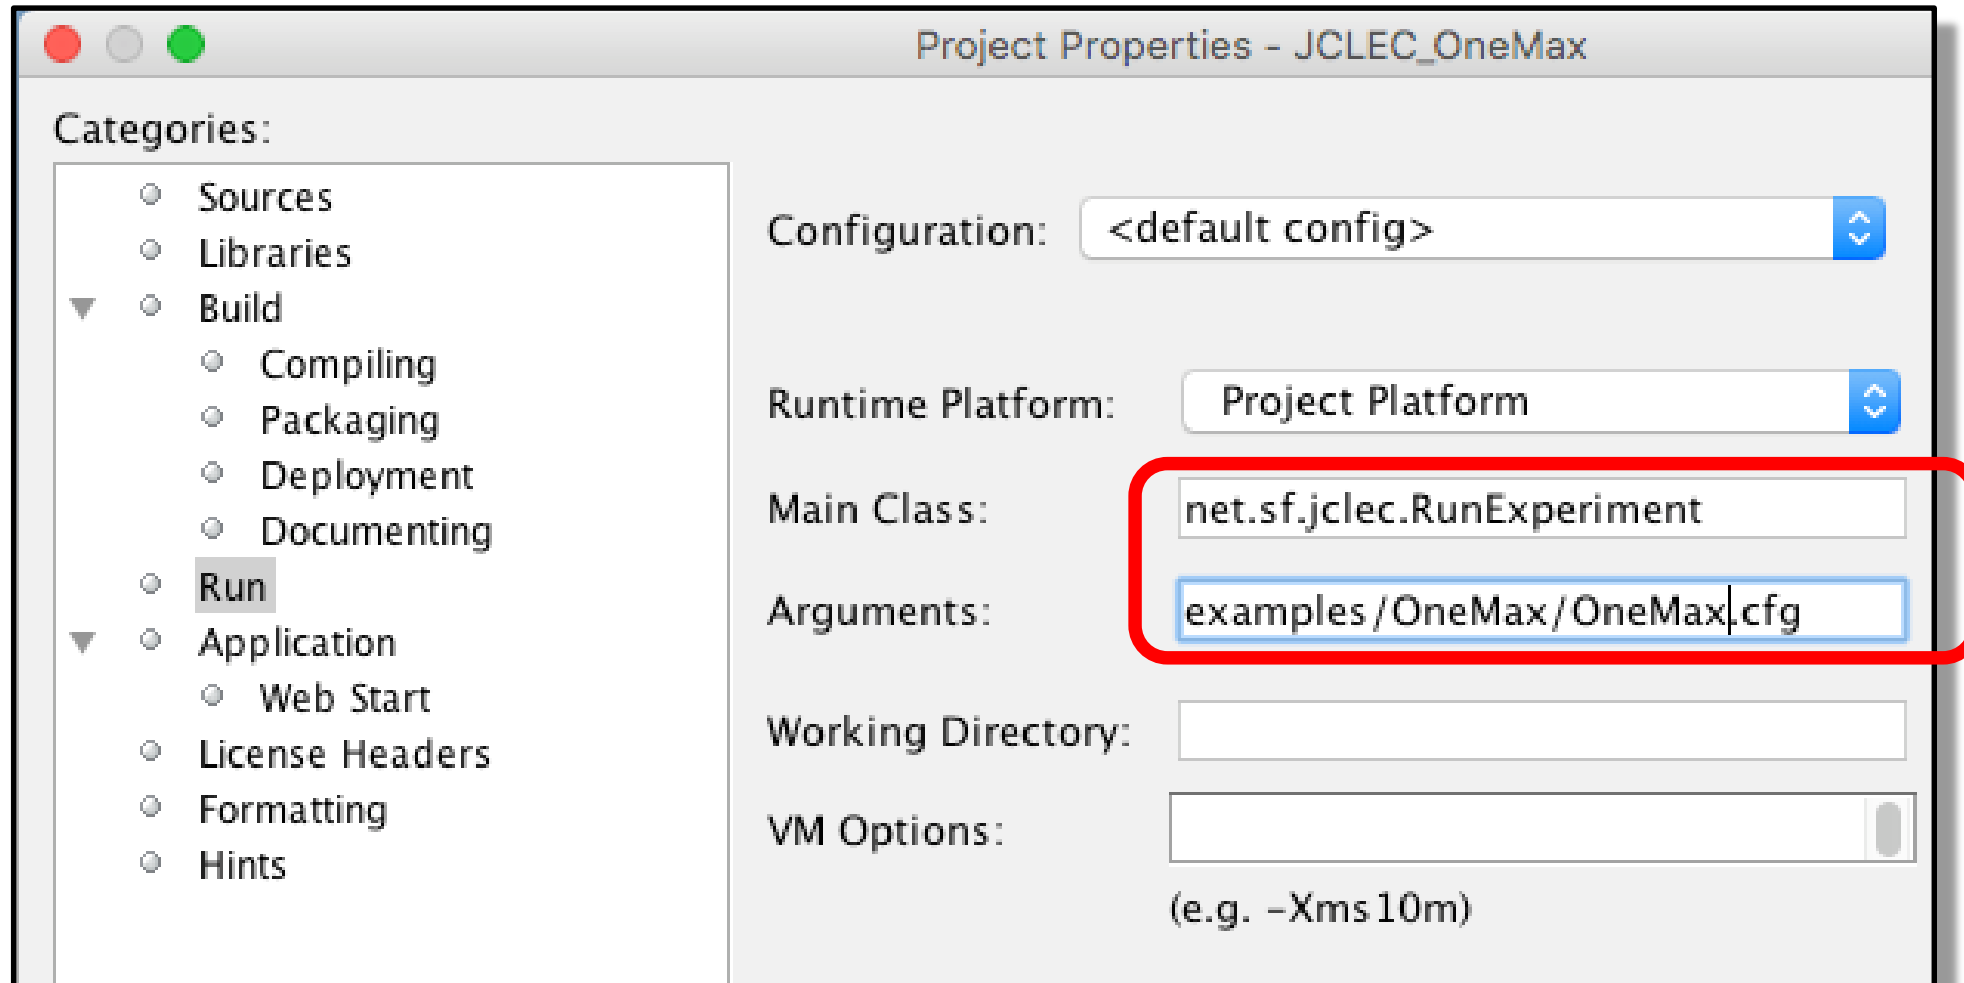 Project Properties - JCLEC_OneMax
Categories:
Sources
Libraries
Build
Compiling
Packaging
Deployment
Documenting
Run
Application
Web Start
License Headers
Formatting
Hints
Configuration: <default config>
Runtime Platform: Project Platform
Main Class: net.sf.jclec.RunExperiment
Arguments: examples/OneMax/OneMax.cfg
Working Directory:
VM Options:
(e.g. -Xms10m)